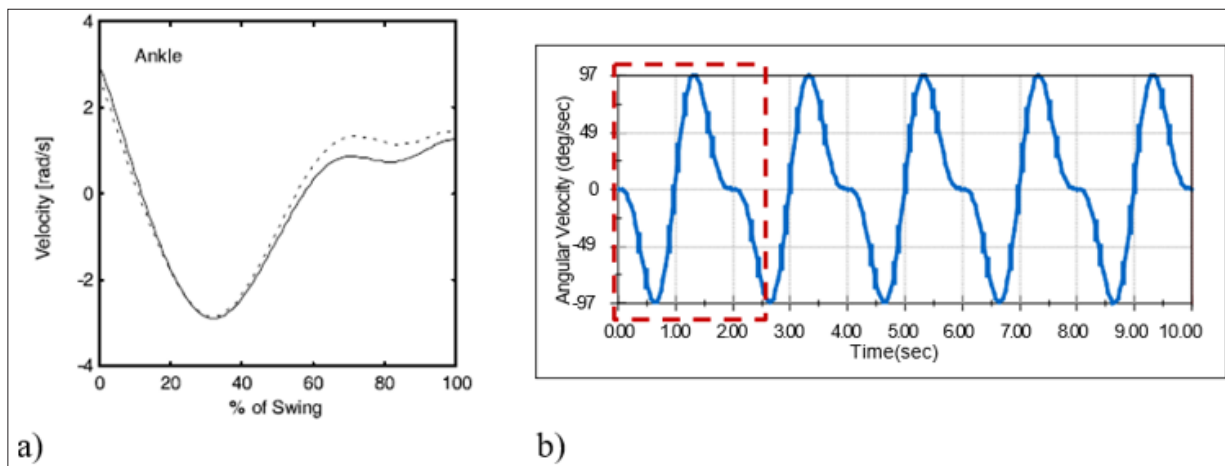 4
2
0
-2
-4
Ankle
Velocity [rad/s]
0 20 40 60 80 100
% of Swing
a)
97
49
0
-49
-97
Angular Velocity (deg/sec)
0.00 1.00 2.00 3.00 4.00 5.00 6.00 7.00 8.00 9.00 10.00
Time(sec)
b)